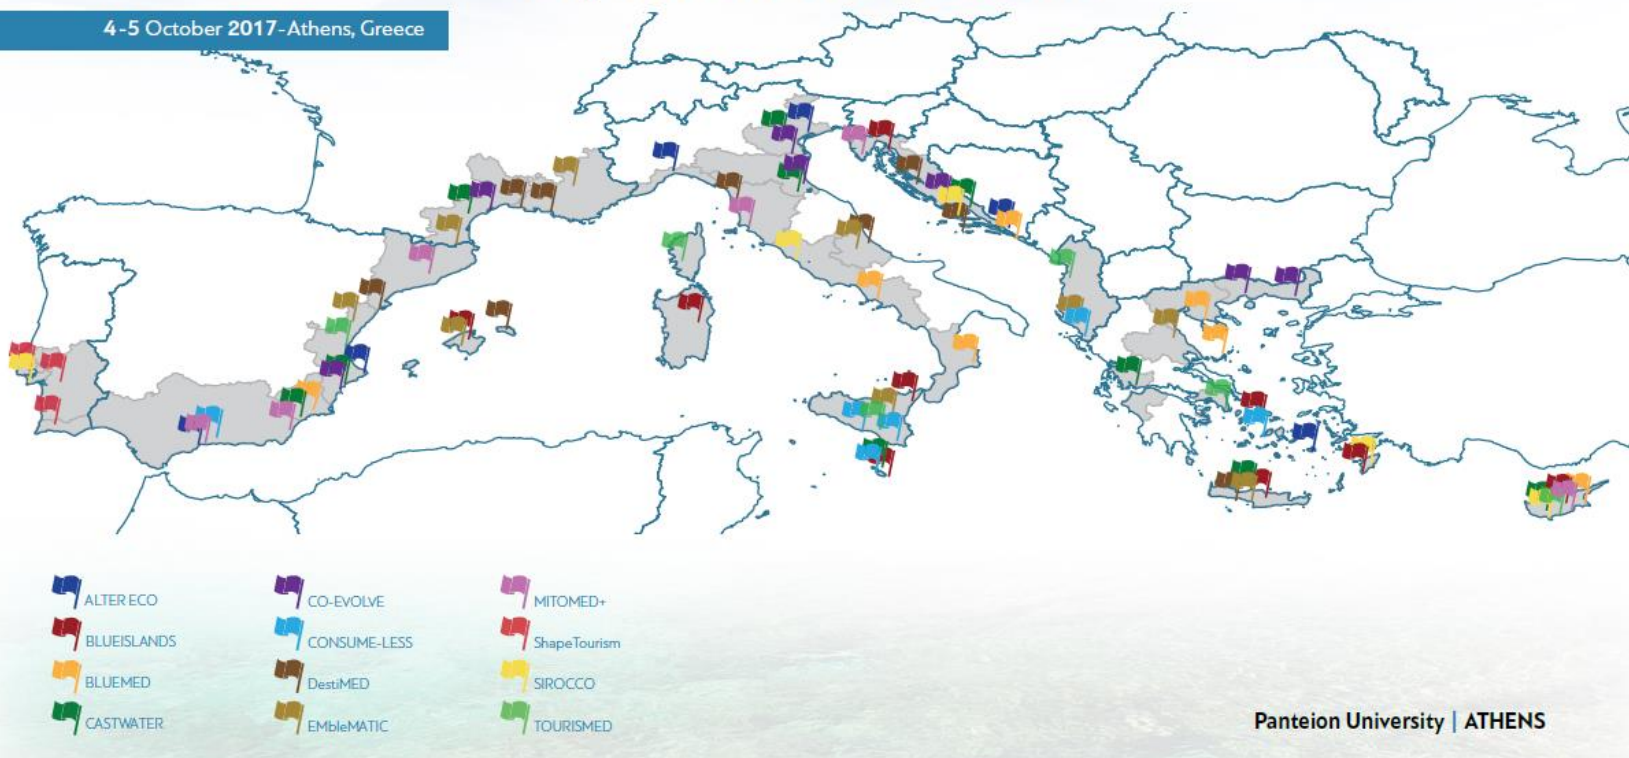 4-5 October 2017-Athens, Greece
ALTER ECO
CO-EVOLVE
MITOMED+
BLUEISLANDS
CONSUME-LESS
ShapeTourism
BLUEMED
DestiMED
SIROCCO
CASTWATER
EMbleMATIC
TOURISMED
Panteion University | ATHENS